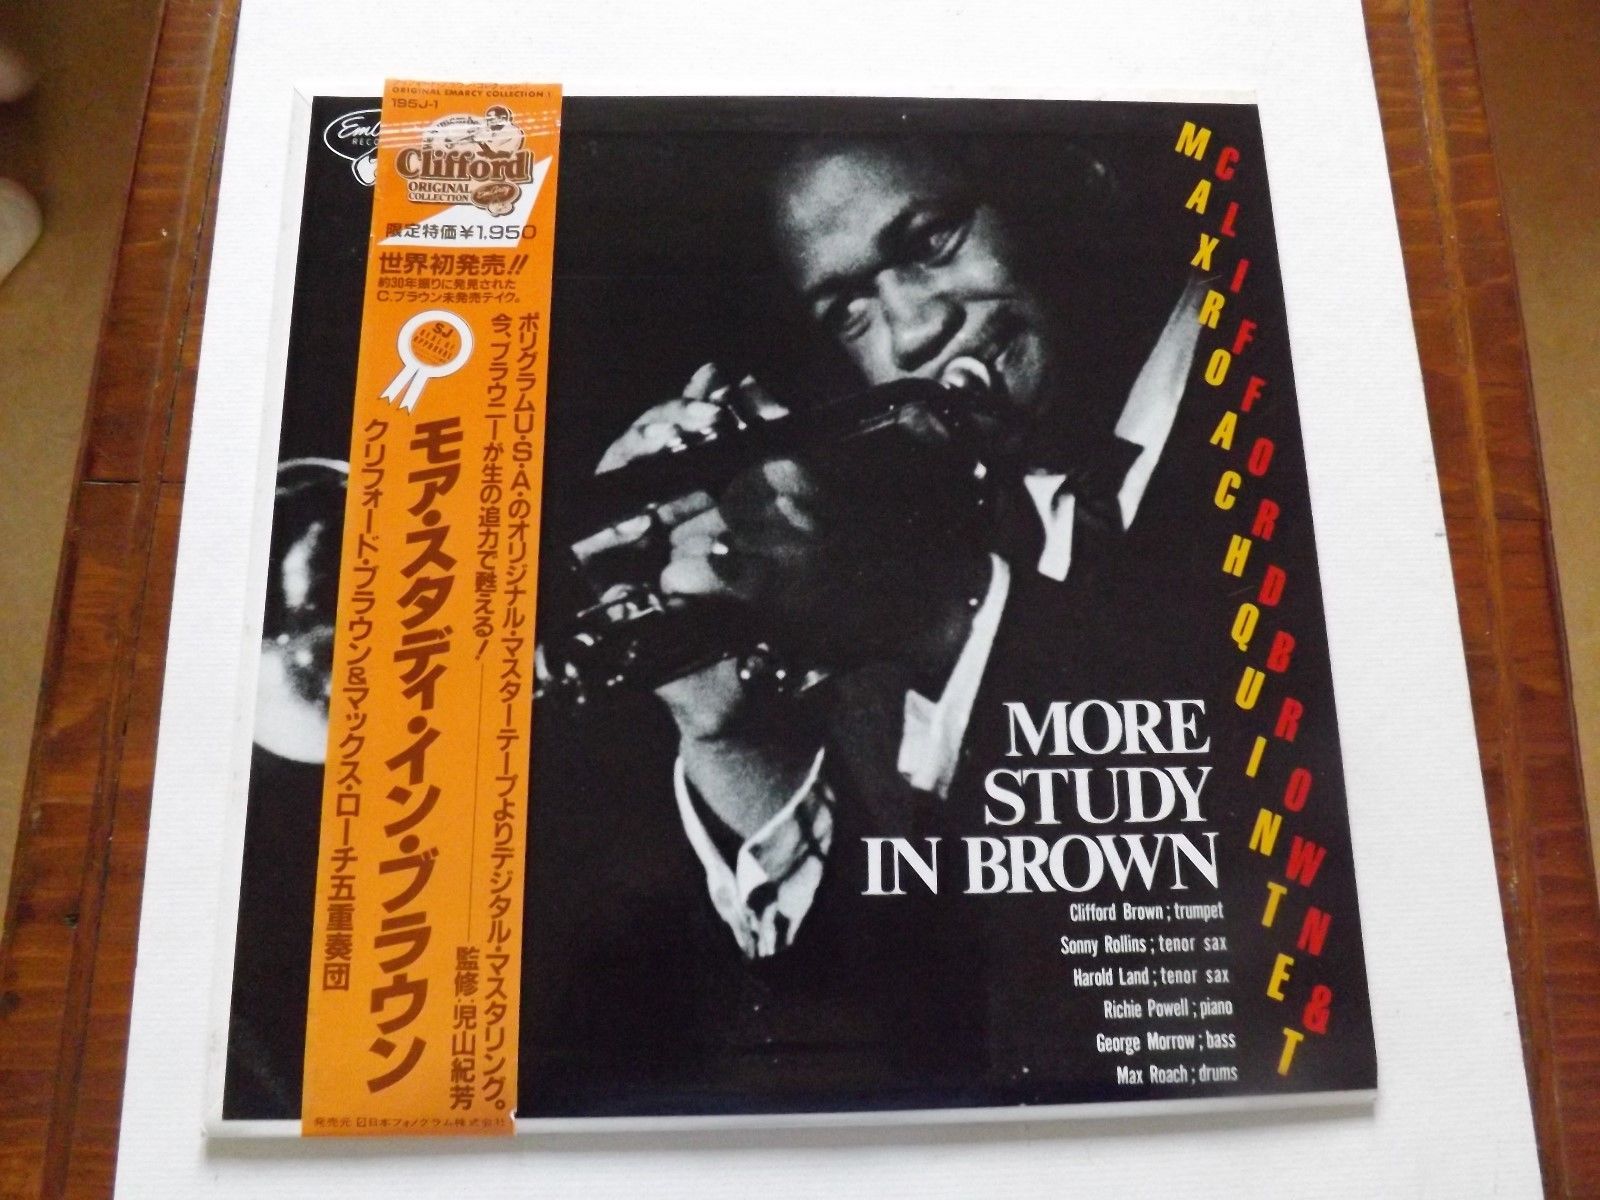 ORIGINAL EMARCY COLLECTION 1
195J-1
Clifford
ORIGINAL
COLLECTION
限定特価¥1,950
世界初発売!!
約30年振りに発見された
C.ブラウン未発売テイク。
SJ
ポリグラムU・S・A・のオリジナル・マスターテープよりデジタル・マスタリング。
今、ブラウニーが生の迫力で甦える!
監修・児山紀芳
モア・スタディ・イン・ブラウン
クリフォード・ブラウン&マックス・ローチ五重奏団
発売元 日本フォノグラム株式会社
CLIFFORD BROWN &
MAX ROACH QUINTET
MORE
STUDY
IN BROWN
Clifford Brown ; trumpet
Sonny Rollins ; tenor sax
Harold Land ; tenor sax
Richie Powell ; piano
George Morrow ; bass
Max Roach ; drums